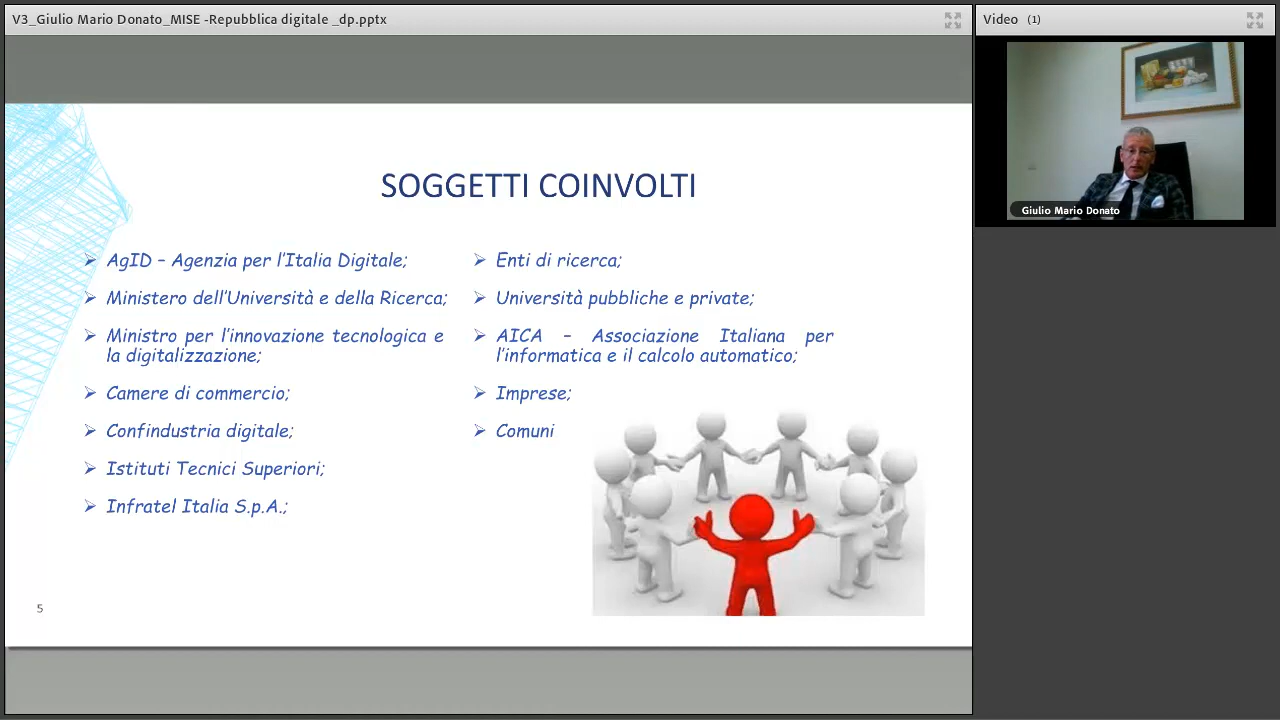 V3_Giulio Mario Donato_MISE -Repubblica digitale _dp.pptx
Video (1)
Giulio Mario Donato
SOGGETTI COINVOLTI
AgID – Agenzia per l'Italia Digitale;
Ministero dell'Università e della Ricerca;
Ministro per l'innovazione tecnologica e
la digitalizzazione;
Camere di commercio;
Confindustria digitale;
Istituti Tecnici Superiori;
Infratel Italia S.p.A.;
Enti di ricerca;
Università pubbliche e private;
AICA – Associazione Italiana per
l'informatica e il calcolo automatico;
Imprese;
Comuni
5